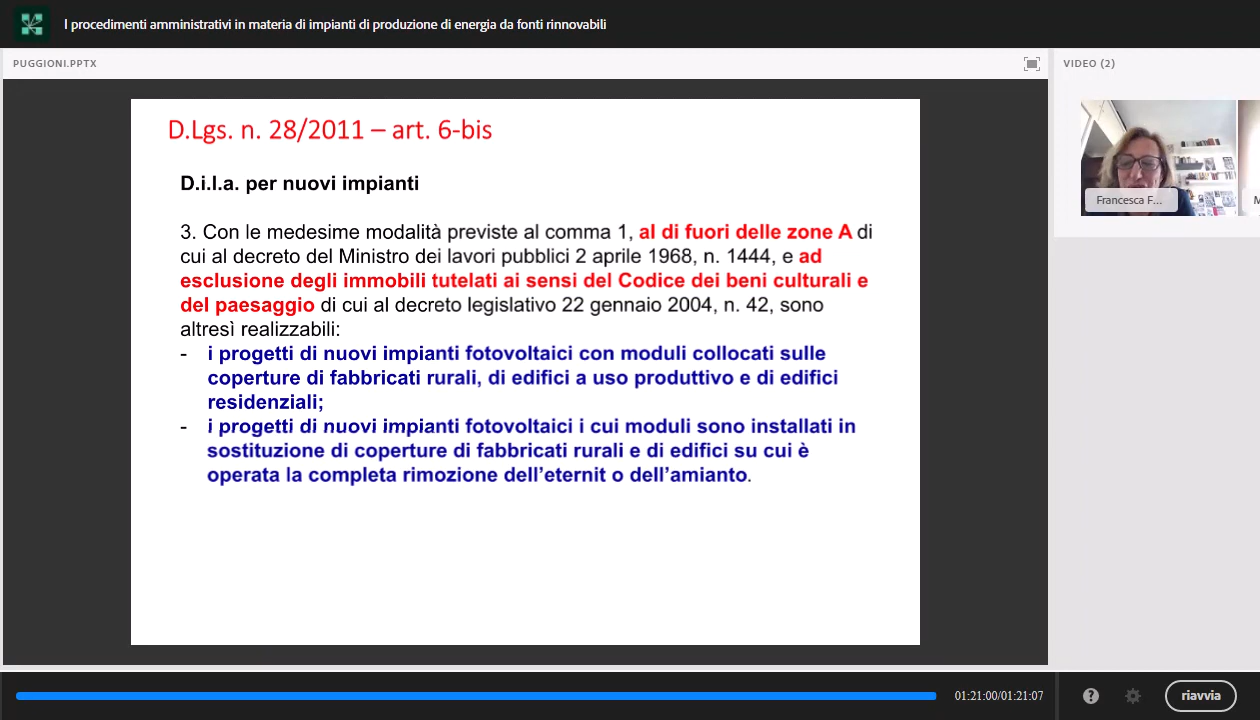 I procedimenti amministrativi in materia di impianti di produzione di energia da fonti rinnovabili
PUGGIONI.PPTX
VIDEO (2)
D.Lgs. n. 28/2011 – art. 6-bis
D.i.l.a. per nuovi impianti
3. Con le medesime modalità previste al comma 1, al di fuori delle zone A di
cui al decreto del Ministro dei lavori pubblici 2 aprile 1968, n. 1444, e ad
esclusione degli immobili tutelati ai sensi del Codice dei beni culturali e
del paesaggio di cui al decreto legislativo 22 gennaio 2004, n. 42, sono
altresì realizzabili:
- i progetti di nuovi impianti fotovoltaici con moduli collocati sulle
coperture di fabbricati rurali, di edifici a uso produttivo e di edifici
residenziali;
- i progetti di nuovi impianti fotovoltaici i cui moduli sono installati in
sostituzione di coperture di fabbricati rurali e di edifici su cui è
operata la completa rimozione dell'eternit o dell'amianto.
Francesca F...
M
01:21:00/01:21:07
?
riavvia